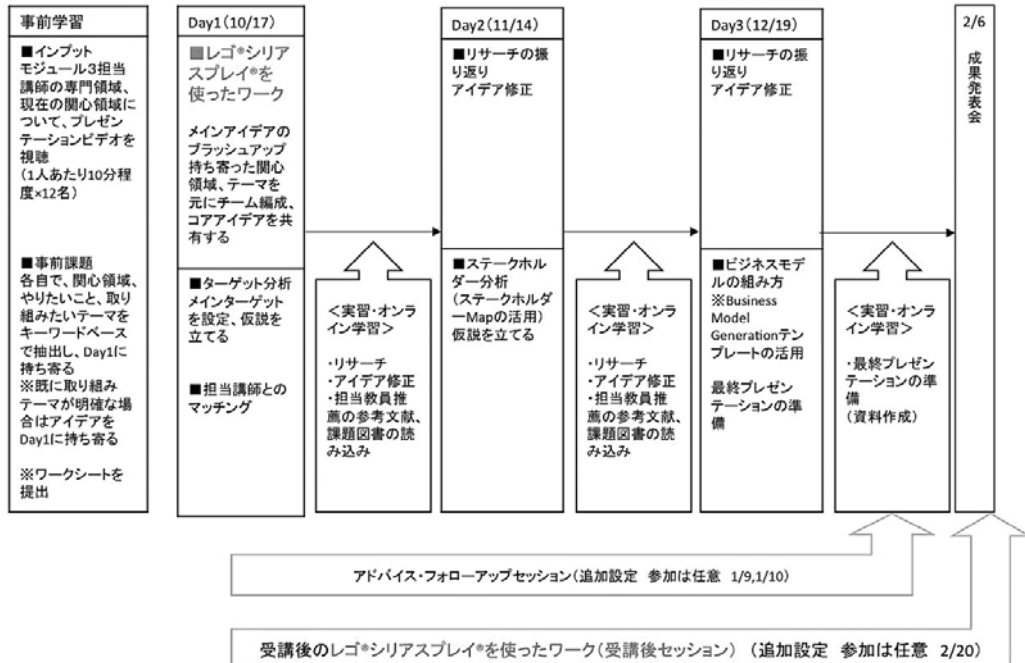 事前学習
■インプット
モジュール3担当
講師の専門領域、
現在の関心領域に
ついて、プレゼン
テーションビデオを
視聴
(1人あたり10分程
度×12名)
■事前課題
各自で、関心領域、
やりたいこと、取り
組みたいテーマを
キーワードベース
で抽出し、Day1に
持ち寄る
※既に取り組み
テーマが明確な場
合はアイデアを
Day1に持ち寄る
※ワークシートを
提出
Day1(10/17)
■レゴ®シリア
スプレイ®を
使ったワーク
メインアイデアの
ブラッシュアップ
持ち寄った関心
領域、テーマを
元にチーム編成、
コアアイデアを共
有する
■ターゲット分析
メインターゲット
を設定、仮説を
立てる
■担当講師との
マッチング
<実習・オンラ
イン学習>
・リサーチ
・アイデア修正
・担当教員推
薦の参考文献、
課題図書の読
み込み
Day2(11/14)
■リサーチの振
り返り
アイデア修正
■ステークホル
ダー分析
(ステークホルダ
ーMapの活用)
仮説を立てる
<実習・オンラ
イン学習>
・リサーチ
・アイデア修正
・担当教員推
薦の参考文献、
課題図書の読
み込み
Day3(12/19)
■リサーチの振
り返り
アイデア修正
■ビジネスモデ
ルの組み方
※Business
Model
Generationテン
プレートの活用
最終プレゼン
テーションの準
備
<実習・オンラ
イン学習>
・最終プレゼン
テーションの準
備
(資料作成)
2/6
成果発表会
アドバイス・フォローアップセッション(追加設定 参加は任意 1/9,1/10)
受講後のレゴ®シリアスプレイ®を使ったワーク(受講後セッション) (追加設定 参加は任意 2/20)